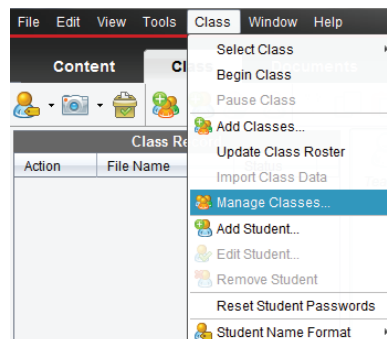 File Edit View Tools Class Window Help
Content Class Documents
Select Class
Begin Class
Pause Class
Add Classes...
Update Class Roster
Import Class Data
Manage Classes...
Add Student...
Edit Student...
Remove Student
Reset Student Passwords
Student Name Format
Class Re
Action File Name